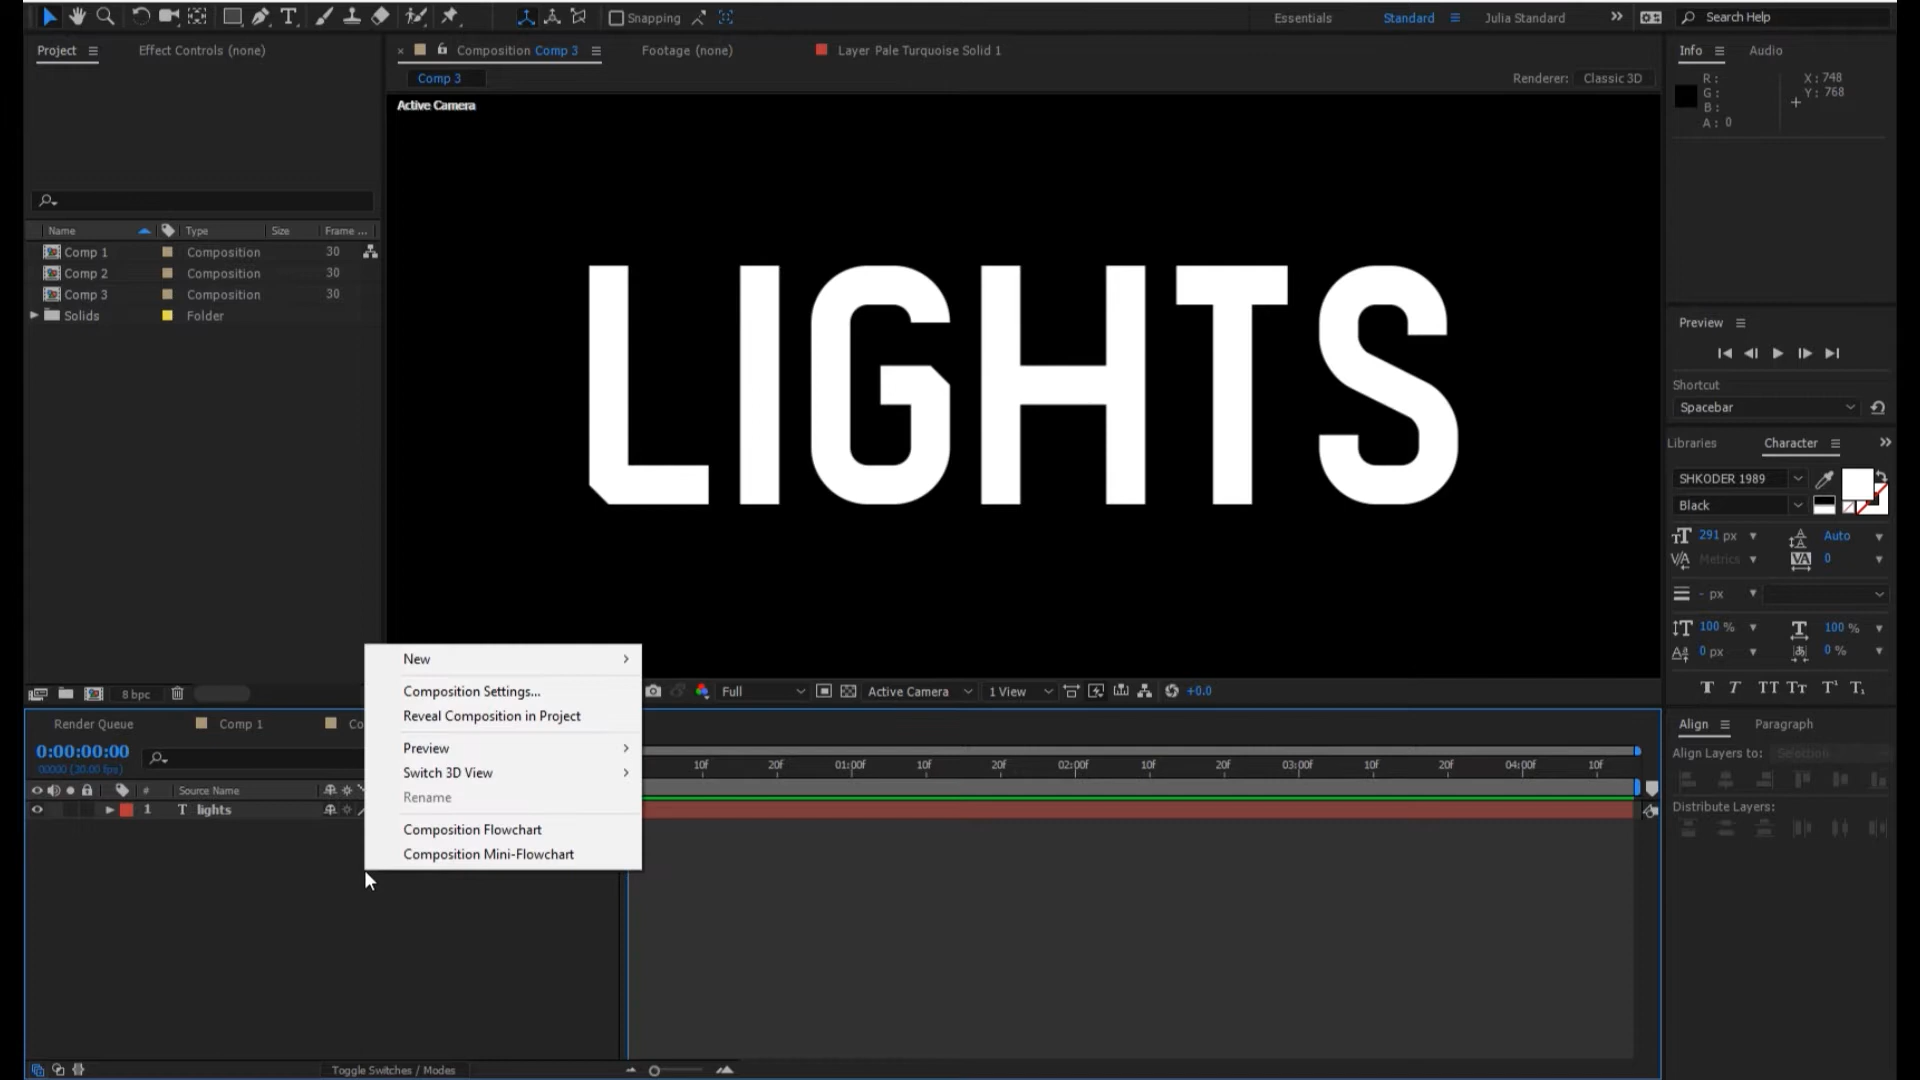 Snapping
Essentials
Standard
Julia Standard
Search Help
Project
Effect Controls (none)
Composition Comp 3
Footage (none)
Layer Pale Turquoise Solid 1
Info
Audio
Comp 3
Renderer: Classic 3D
Active Camera
R :
G :
B :
A : 0
X : 748
Y : 768
Name
Type
Size
Frame ...
Comp 1 Composition 30
Comp 2 Composition 30
Comp 3 Composition 30
Solids Folder
LIGHTS
Preview
Shortcut
Spacebar
Libraries
Character
SHKODER 1989
Black
291 px
Auto
Metrics
0
- px
100 %
100 %
0 px
0 %
T T TT Tr T¹ T₁
8 bpc
Full
Active Camera
1 View
+0.0
New
Composition Settings...
Reveal Composition in Project
Preview
Switch 3D View
Rename
Composition Flowchart
Composition Mini-Flowchart
Render Queue
Comp 1
Co
0:00:00:00
00000 (30.00 fps)
# Source Name
1 T lights
10f 20f 01:00f 10f 20f 02:00f 10f 20f 03:00f 10f 20f 04:00f 10f
Align
Paragraph
Align Layers to: Selection
Distribute Layers:
Toggle Switches / Modes